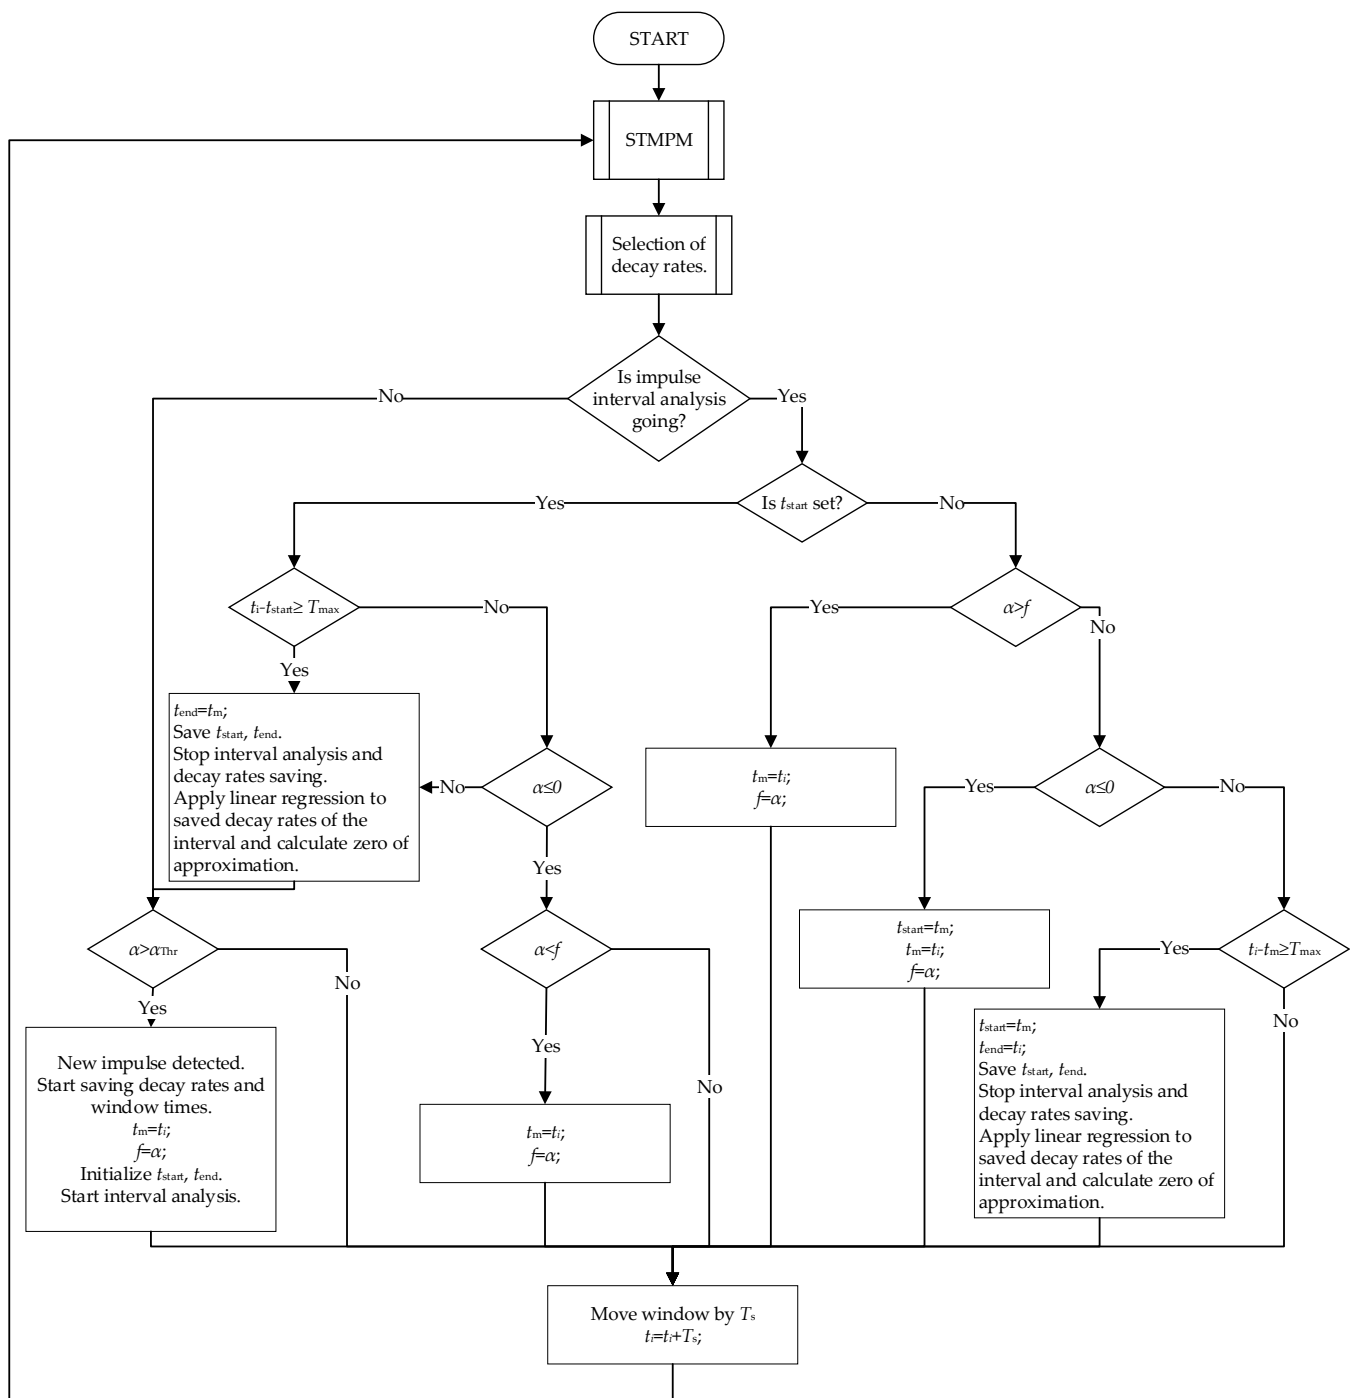 START
STMPM
Selection of
decay rates.
Is impulse
interval analysis
going?
No
Yes
Is tstart set?
Yes
No
ti-tstart≥ Tmax
No
Yes
α>f
Yes
No
tend=tm;
Save tstart, tend.
Stop interval analysis and
decay rates saving.
Apply linear regression to
saved decay rates of the
interval and calculate zero of
approximation.
No
α≤0
Yes
tm=ti;
f=α;
α≤0
Yes
No
α>αThr
No
Yes
α<f
Yes
No
tstart=tm;
tm=ti;
f=α;
ti-tm≥Tmax
Yes
No
New impulse detected.
Start saving decay rates and
window times.
tm=ti;
f=α;
Initialize tstart, tend.
Start interval analysis.
tm=ti;
f=α;
tstart=tm;
tend=ti;
Save tstart, tend.
Stop interval analysis and
decay rates saving.
Apply linear regression to
saved decay rates of the
interval and calculate zero of
approximation.
Move window by Ts
ti=ti+Ts;